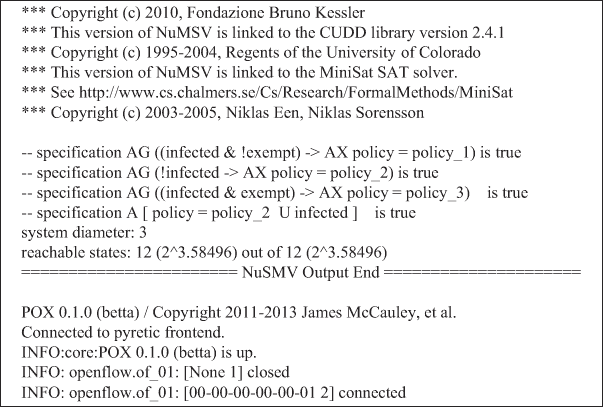 *** Copyright (c) 2010, Fondazione Bruno Kessler
*** This version of NuMSV is linked to the CUDD library version 2.4.1
*** Copyright (c) 1995-2004, Regents of the University of Colorado
*** This version of NuMSV is linked to the MiniSat SAT solver.
*** See http://www.cs.chalmers.se/Cs/Research/FormalMethods/MiniSat
*** Copyright (c) 2003-2005, Niklas Een, Niklas Sorensson

-- specification AG ((infected & !exempt) -> AX policy = policy_1) is true
-- specification AG (!infected -> AX policy = policy_2) is true
-- specification AG ((infected & exempt) -> AX policy = policy_3) is true
-- specification A [ policy = policy_2 U infected ] is true
system diameter: 3
reachable states: 12 (2^3.58496) out of 12 (2^3.58496)
======================= NuSMV Output End =====================

POX 0.1.0 (betta) / Copyright 2011-2013 James McCauley, et al.
Connected to pyretic frontend.
INFO:core:POX 0.1.0 (betta) is up.
INFO: openflow.of_01: [None 1] closed
INFO: openflow.of_01: [00-00-00-00-00-01 2] connected